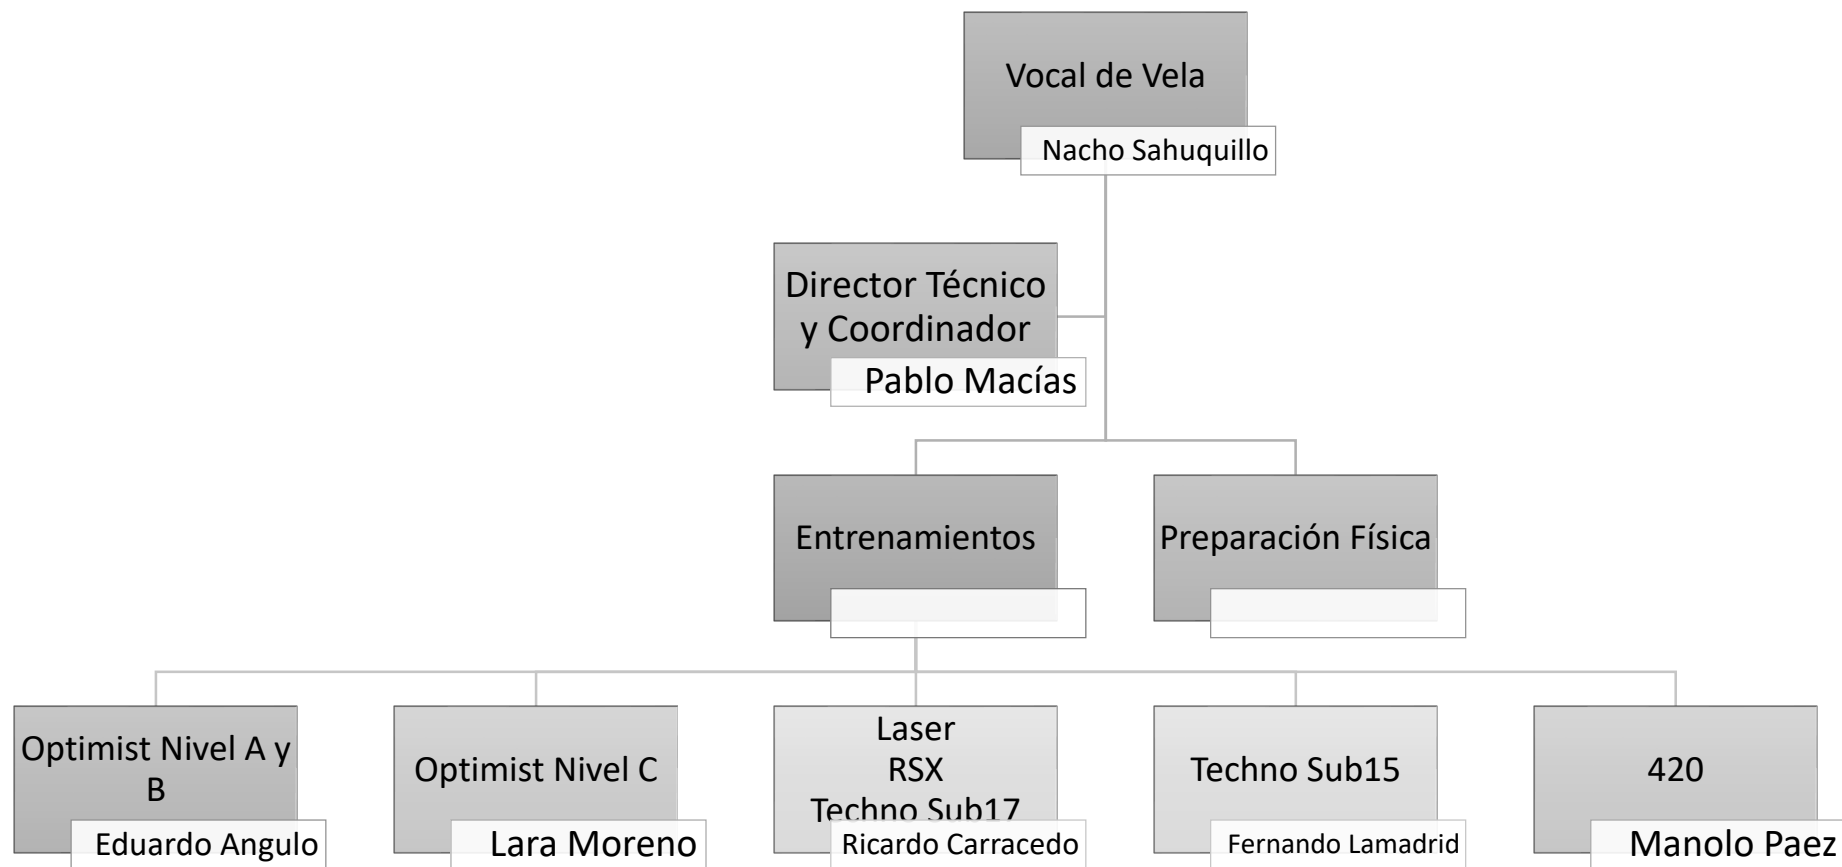 Vocal de Vela
Nacho Sahuquillo
Director Técnico
y Coordinador
Pablo Macías
Entrenamientos
Preparación Física
Optimist Nivel A y
B
Eduardo Angulo
Optimist Nivel C
Lara Moreno
Laser
RSX
Techno Sub17
Ricardo Carracedo
Techno Sub15
Fernando Lamadrid
420
Manolo Paez